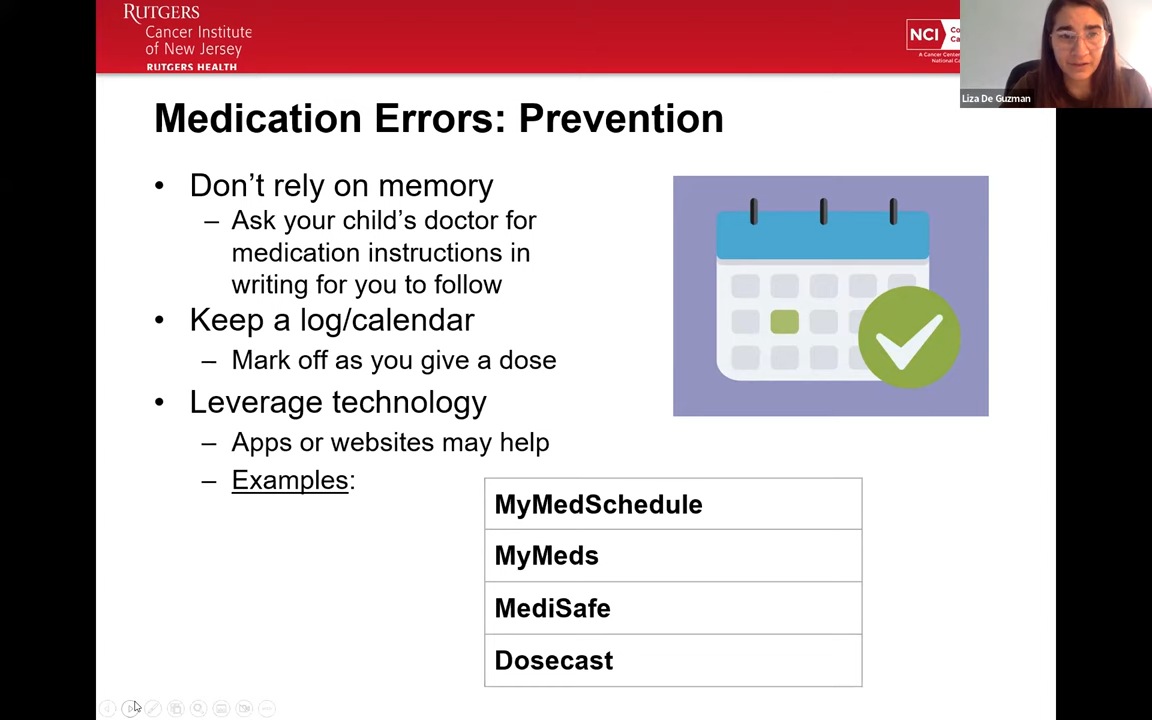 RUTGERS
Cancer Institute
of New Jersey
RUTGERS HEALTH
NCI
A Cancer Center
Liza De Guzman
Medication Errors: Prevention
• Don’t rely on memory
– Ask your child’s doctor for
medication instructions in
writing for you to follow
• Keep a log/calendar
– Mark off as you give a dose
• Leverage technology
– Apps or websites may help
– Examples:
MyMedSchedule
MyMeds
MediSafe
Dosecast